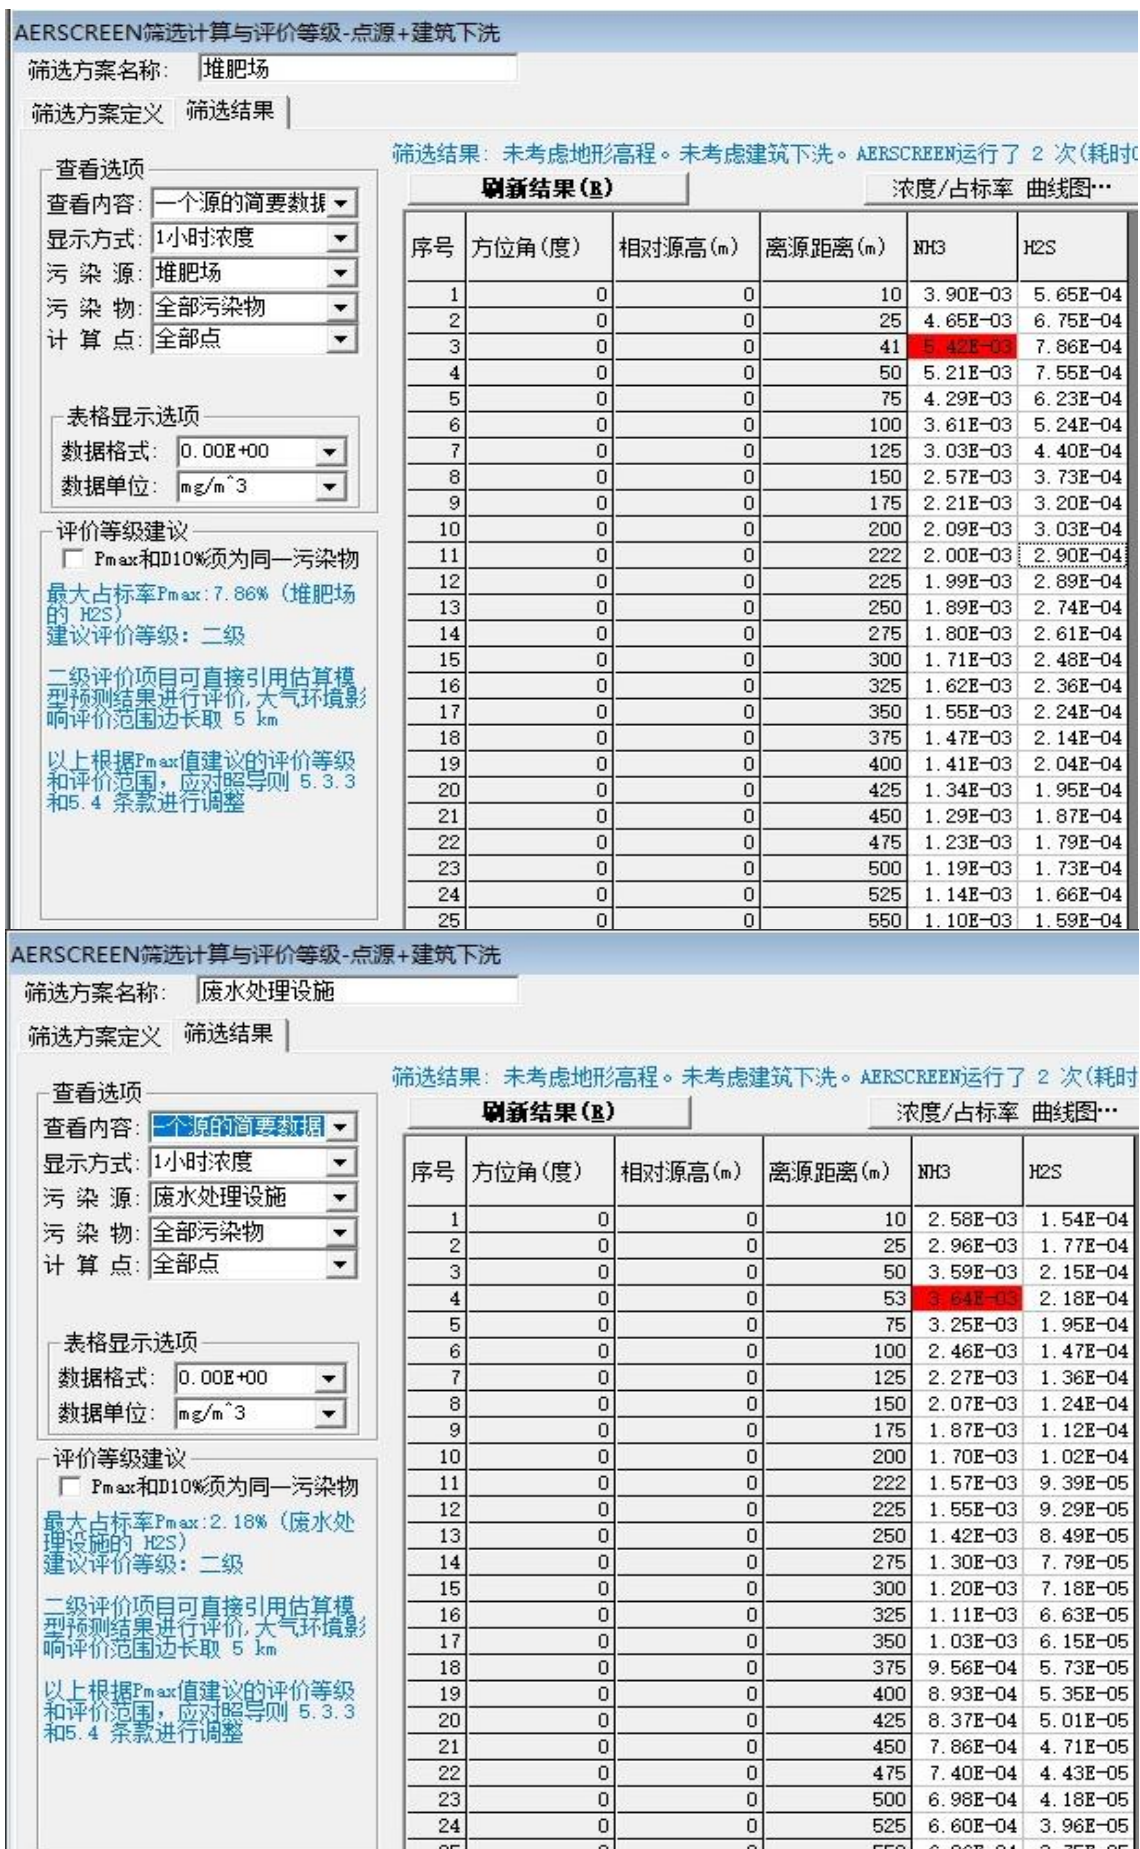 AERSCREEN筛选计算与评价等级-点源+建筑下洗
筛选方案名称: 堆肥场
筛选方案定义 筛选结果
筛选结果: 未考虑地形高程。未考虑建筑下洗。AERSCREEN运行了 2 次(耗时
查看选项
查看内容: 一个源的简要数据
显示方式: 1小时浓度
污 染 源: 堆肥场
污 染 物: 全部污染物
计 算 点: 全部点
表格显示选项
数据格式: 0.00E+00
数据单位: mg/m^3
评价等级建议
Pmax和D10%须为同一污染物
最大占标率Pmax:7.86% (堆肥场
的 H2S)
建议评价等级: 二级
二级评价项目可直接引用估算模
型预测结果进行评价,大气环境影
响评价范围边长取 5 km
以上根据Pmax值建议的评价等级
和评价范围,应对照导则 5.3.3
和5.4 条款进行调整
刷新结果(R) 浓度/占标率 曲线图…
序号 方位角(度) 相对源高(m) 离源距离(m) NH3 H2S
1 0 0 10 3.90E-03 5.65E-04
2 0 0 25 4.65E-03 6.75E-04
3 0 0 41 5.42E-03 7.86E-04
4 0 0 50 5.21E-03 7.55E-04
5 0 0 75 4.29E-03 6.23E-04
6 0 0 100 3.61E-03 5.24E-04
7 0 0 125 3.03E-03 4.40E-04
8 0 0 150 2.57E-03 3.73E-04
9 0 0 175 2.21E-03 3.20E-04
10 0 0 200 2.09E-03 3.03E-04
11 0 0 222 2.00E-03 2.90E-04
12 0 0 225 1.99E-03 2.89E-04
13 0 0 250 1.89E-03 2.74E-04
14 0 0 275 1.80E-03 2.61E-04
15 0 0 300 1.71E-03 2.48E-04
16 0 0 325 1.62E-03 2.36E-04
17 0 0 350 1.55E-03 2.24E-04
18 0 0 375 1.47E-03 2.14E-04
19 0 0 400 1.41E-03 2.04E-04
20 0 0 425 1.34E-03 1.95E-04
21 0 0 450 1.29E-03 1.87E-04
22 0 0 475 1.23E-03 1.79E-04
23 0 0 500 1.19E-03 1.73E-04
24 0 0 525 1.14E-03 1.66E-04
25 0 0 550 1.10E-03 1.59E-04
AERSCREEN筛选计算与评价等级-点源+建筑下洗
筛选方案名称: 废水处理设施
筛选方案定义 筛选结果
筛选结果: 未考虑地形高程。未考虑建筑下洗。AERSCREEN运行了 2 次(耗时
查看选项
查看内容: 一个源的简要数据
显示方式: 1小时浓度
污 染 源: 废水处理设施
污 染 物: 全部污染物
计 算 点: 全部点
表格显示选项
数据格式: 0.00E+00
数据单位: mg/m^3
评价等级建议
Pmax和D10%须为同一污染物
最大占标率Pmax:2.18% (废水处
理设施的 H2S)
建议评价等级: 二级
二级评价项目可直接引用估算模
型预测结果进行评价,大气环境影
响评价范围边长取 5 km
以上根据Pmax值建议的评价等级
和评价范围,应对照导则 5.3.3
和5.4 条款进行调整
刷新结果(R) 浓度/占标率 曲线图…
序号 方位角(度) 相对源高(m) 离源距离(m) NH3 H2S
1 0 0 10 2.58E-03 1.54E-04
2 0 0 25 2.96E-03 1.77E-04
3 0 0 50 3.59E-03 2.15E-04
4 0 0 53 3.64E-03 2.18E-04
5 0 0 75 3.25E-03 1.95E-04
6 0 0 100 2.46E-03 1.47E-04
7 0 0 125 2.27E-03 1.36E-04
8 0 0 150 2.07E-03 1.24E-04
9 0 0 175 1.87E-03 1.12E-04
10 0 0 200 1.70E-03 1.02E-04
11 0 0 222 1.57E-03 9.39E-05
12 0 0 225 1.55E-03 9.29E-05
13 0 0 250 1.42E-03 8.49E-05
14 0 0 275 1.30E-03 7.79E-05
15 0 0 300 1.20E-03 7.18E-05
16 0 0 325 1.11E-03 6.63E-05
17 0 0 350 1.03E-03 6.15E-05
18 0 0 375 9.56E-04 5.73E-05
19 0 0 400 8.93E-04 5.35E-05
20 0 0 425 8.37E-04 5.01E-05
21 0 0 450 7.86E-04 4.71E-05
22 0 0 475 7.40E-04 4.43E-05
23 0 0 500 6.98E-04 4.18E-05
24 0 0 525 6.60E-04 3.96E-05